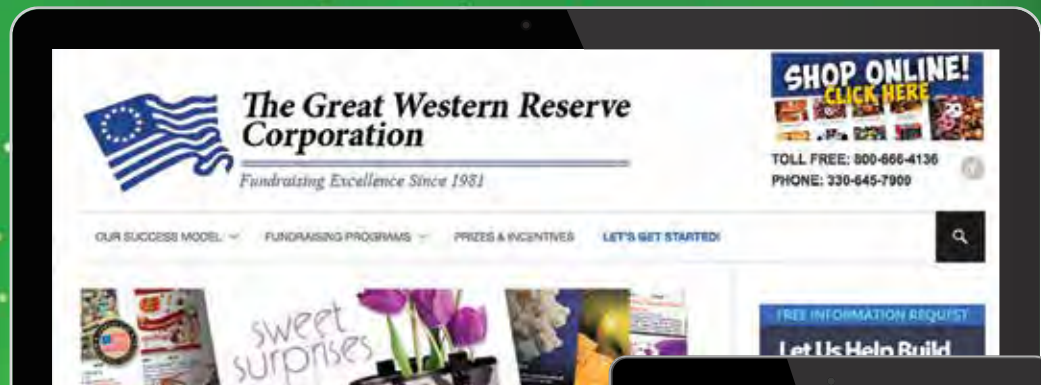 The Great Western Reserve
Corporation
Fundraising Excellence Since 1981
SHOP ONLINE!
CLICK HERE
TOLL FREE: 800-666-4136
PHONE: 330-645-7900
OUR SUCCESS MODEL
FUNDRAISING PROGRAMS
PRIZES & INCENTIVES
LET'S GET STARTED!
sweet
surprises
FREE INFORMATION REQUEST
Let Us Help Build